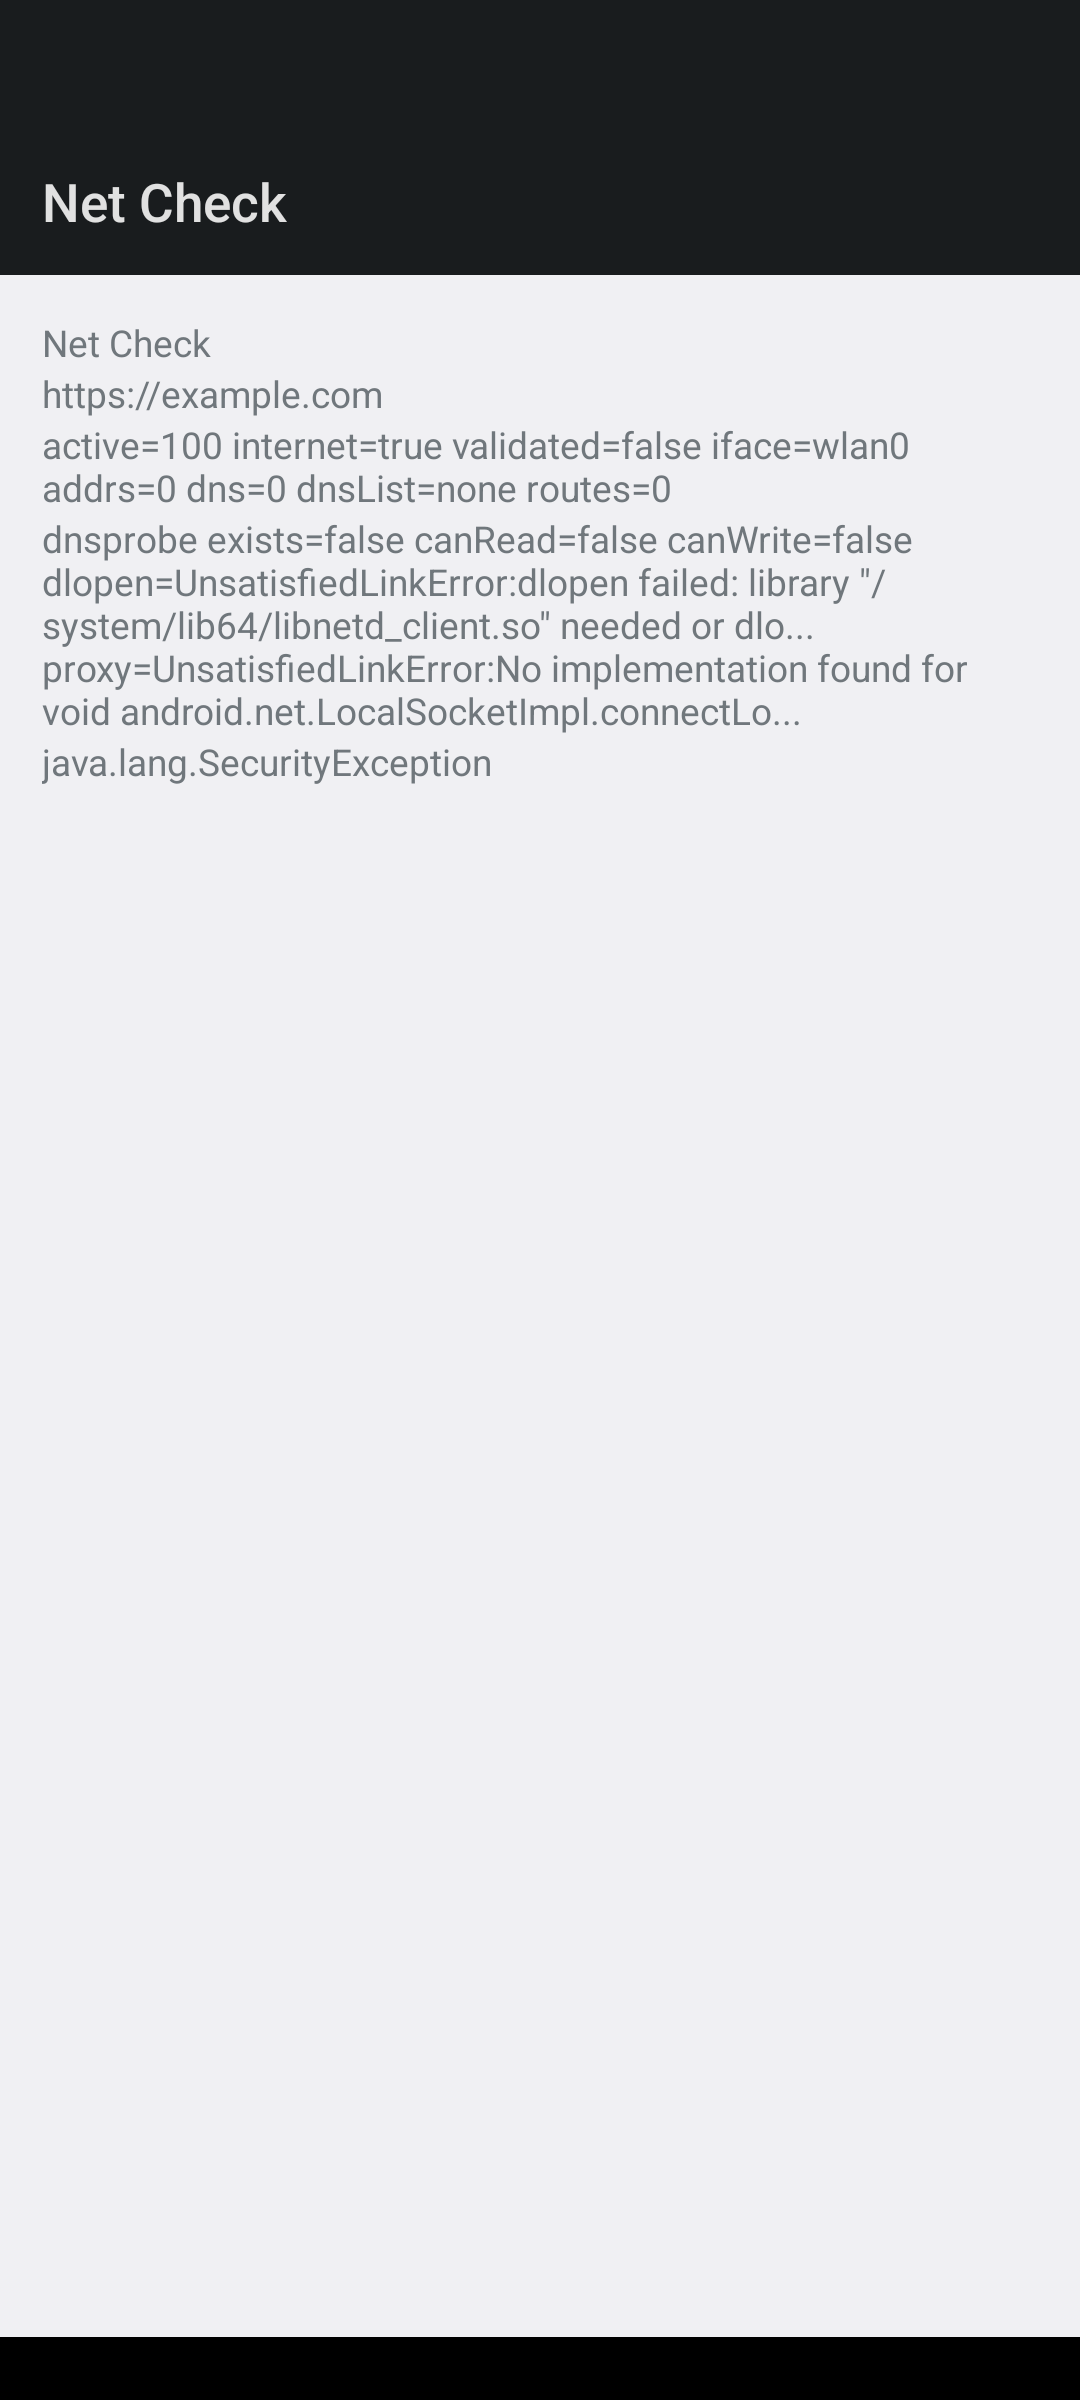 Net Check
Net Check
https://example.com
active=100 internet=true validated=false iface=wlan0
addrs=0 dns=0 dnsList=none routes=0
dnsprobe exists=false canRead=false canWrite=false
dlopen=UnsatisfiedLinkError:dlopen failed: library "/
system/lib64/libnetd_client.so" needed or dlo...
proxy=UnsatisfiedLinkError:No implementation found for
void android.net.LocalSocketImpl.connectLo...
java.lang.SecurityException